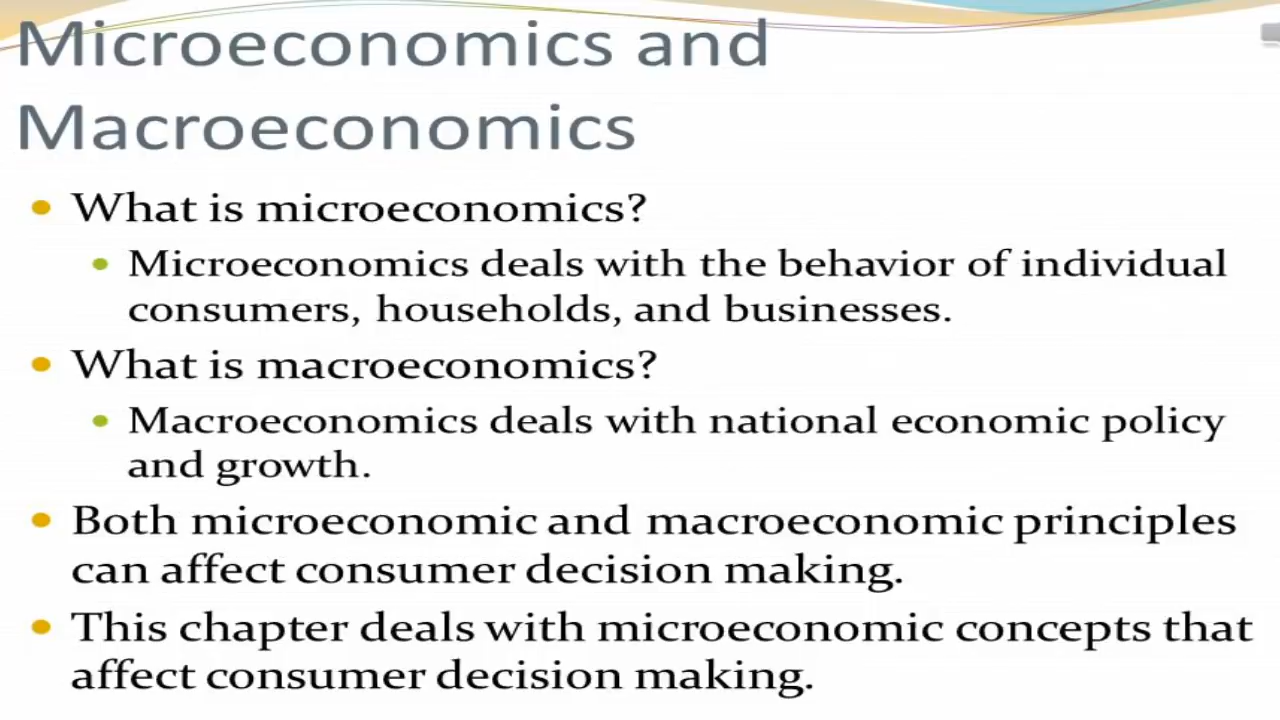 Microeconomics and
Macroeconomics
• What is microeconomics?
• Microeconomics deals with the behavior of individual
consumers, households, and businesses.
• What is macroeconomics?
• Macroeconomics deals with national economic policy
and growth.
• Both microeconomic and macroeconomic principles
can affect consumer decision making.
• This chapter deals with microeconomic concepts that
affect consumer decision making.